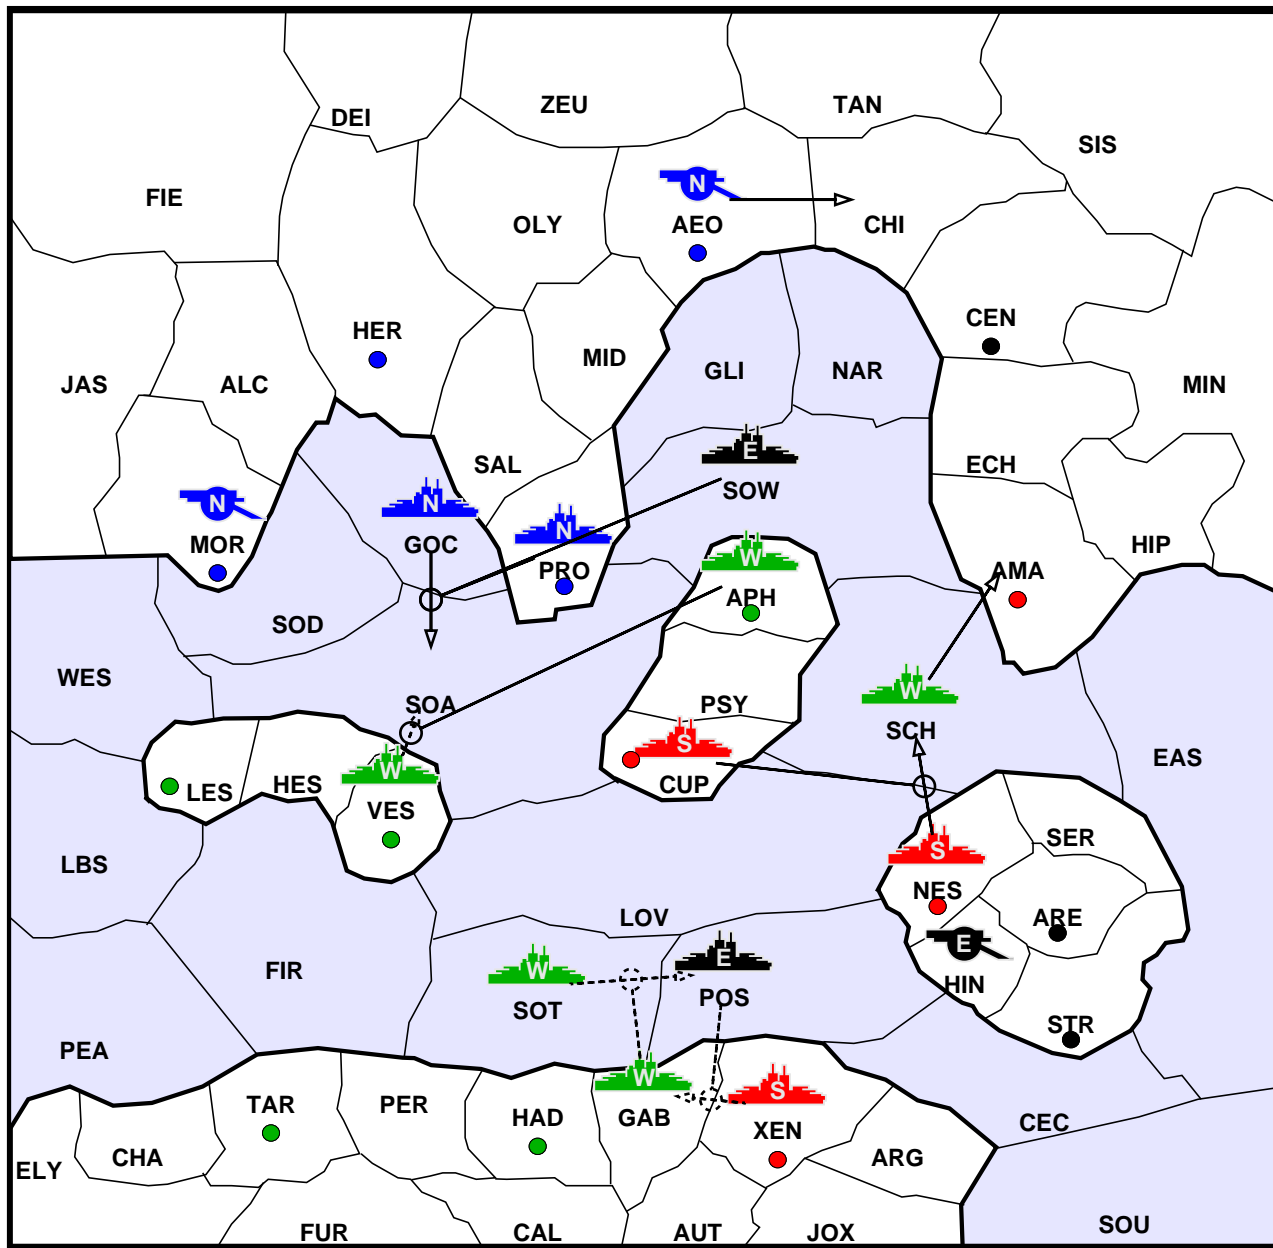 ZEU
TAN
DEI
SIS
N
FIE
OLY
AEO
CHI
CEN
HER
MID
GLI
NAR
JAS
ALC
MIN
E
SAL
ECH
SOW
N
N
N
MOR
GOC
PRO
W
HIP
AMA
APH
SOD
WES
W
SOA
PSY
SCH
S
EAS
W
LES
HES
VES
CUP
SER
S
LBS
NES
ARE
LOV
E
E
W
FIR
HIN
SOT
POS
STR
PEA
W
S
TAR
PER
HAD
GAB
XEN
CEC
ELY
CHA
ARG
FUR
CAL
AUT
JOX
SOU